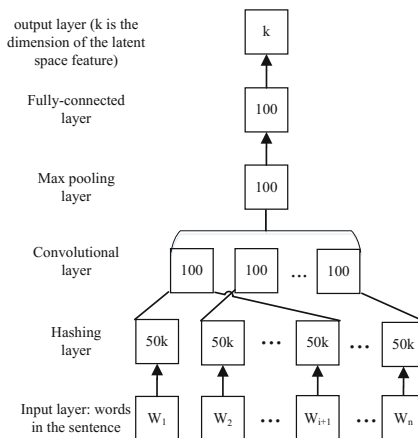 output layer (k is the
dimension of the latent
space feature)
k
Fully-connected
layer
100
Max pooling
layer
100
Convolutional
layer
100 100 ... 100
Hashing
layer
50k 50k ... 50k ... 50k
Input layer: words
in the sentence
W1 W2 ... Wi+1 ... Wn